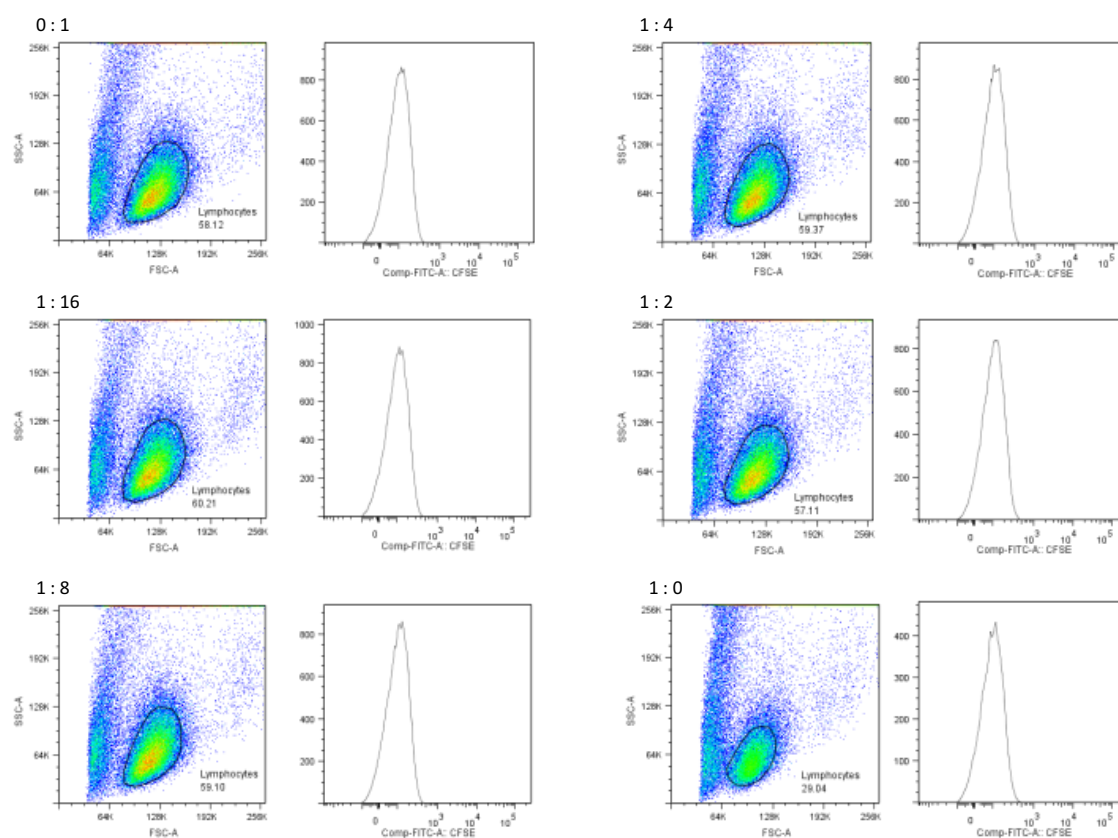 0 : 1
256K
192K
128K
64K
SSC-A
Lymphocytes
58.12
64K 128K 192K 256K
FSC-A
800
600
400
200
0 10^3 10^4 10^5
Comp-FITC-A:: CFSE
1 : 4
256K
192K
128K
64K
SSC-A
Lymphocytes
59.37
64K 128K 192K 256K
FSC-A
800
600
400
200
0 10^3 10^4 10^5
Comp-FITC-A:: CFSE
1 : 16
256K
192K
128K
64K
SSC-A
Lymphocytes
60.21
64K 128K 192K 256K
FSC-A
1000
800
600
400
200
0 10^3 10^4 10^5
Comp-FITC-A:: CFSE
1 : 2
256K
192K
128K
64K
SSC-A
Lymphocytes
57.11
64K 128K 192K 256K
FSC-A
800
600
400
200
0 10^3 10^4 10^5
Comp-FITC-A:: CFSE
1 : 8
256K
192K
128K
64K
SSC-A
Lymphocytes
59.10
64K 128K 192K 256K
FSC-A
800
600
400
200
0 10^3 10^4 10^5
Comp-FITC-A:: CFSE
1 : 0
256K
192K
128K
64K
SSC-A
Lymphocytes
29.04
64K 128K 192K 256K
FSC-A
400
300
200
100
0 10^3 10^4 10^5
Comp-FITC-A:: CFSE